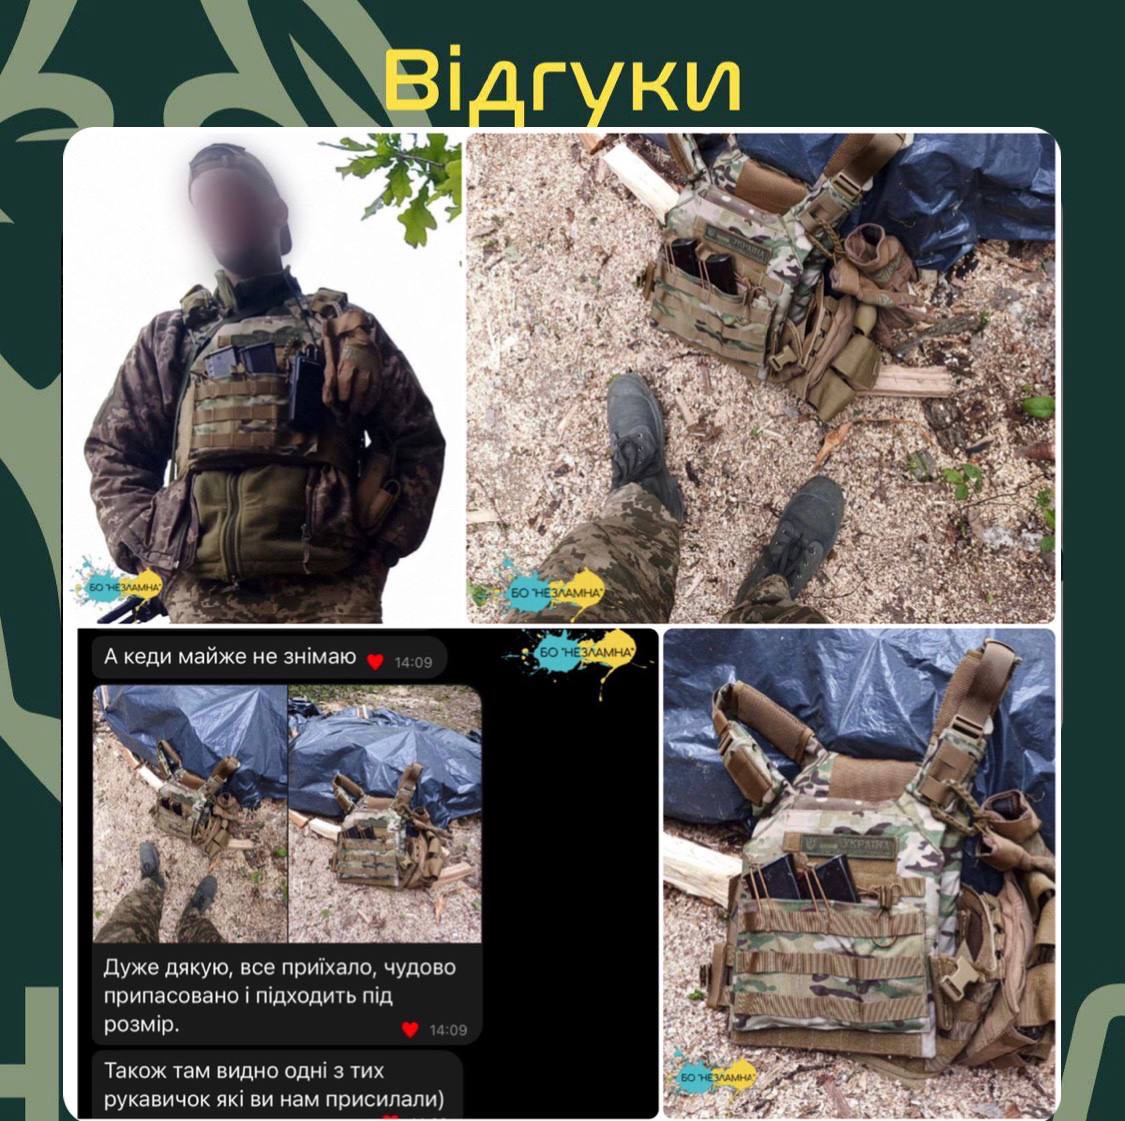 Відгуки
УКРАЇНА
БО "НЕЗЛАМНА"
БО "НЕЗЛАМНА"
А кеди майже не знімаю ❤️ 14:09
БО "НЕЗЛАМНА"
Дуже дякую, все приїхало, чудово
припасовано і підходить під
розмір. ❤️ 14:09
Також там видно одні з тих
рукавичок які ви нам присилали)
УКРАЇНА
БО "НЕЗЛАМНА"